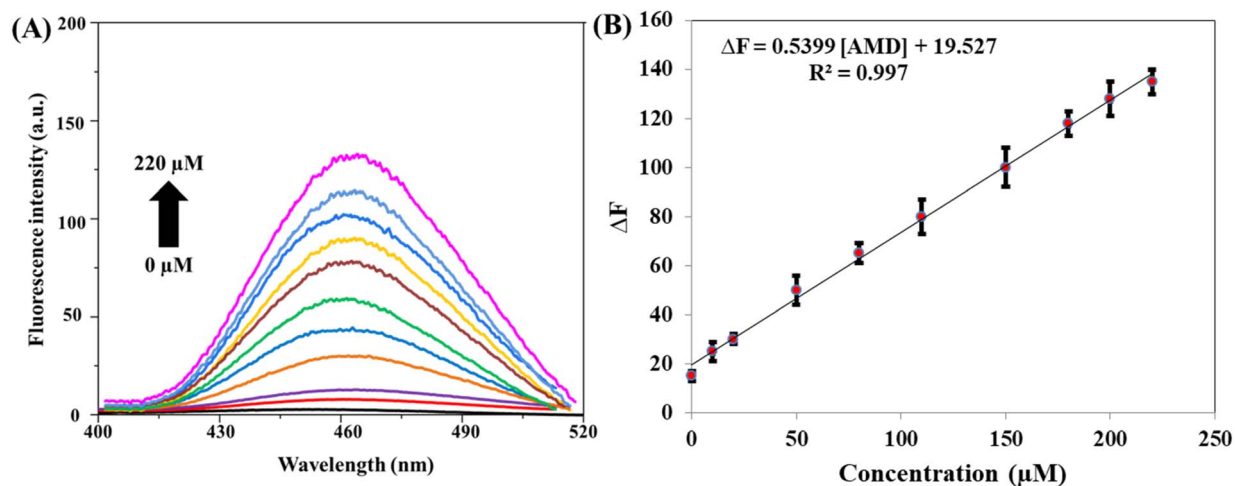 (A)
200
150
100
50
0
Fluorescence intensity (a.u.)
220 µM
0 µM
400 430 460 490 520
Wavelength (nm)
(B)
160
140
120
100
80
60
40
20
0
ΔF
ΔF = 0.5399 [AMD] + 19.527
R² = 0.997
0 50 100 150 200 250
Concentration (µM)